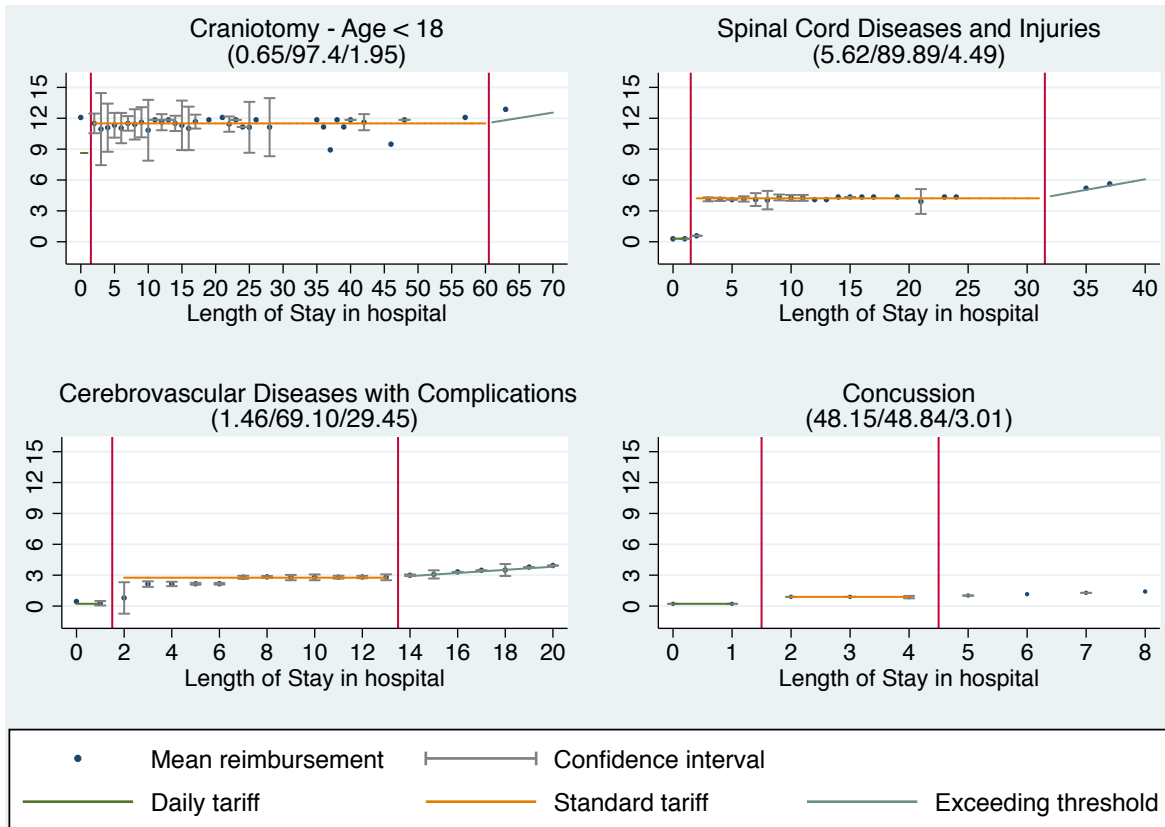 Craniotomy - Age < 18
(0.65/97.4/1.95)
0 3 6 9 12 15
0 5 10 15 20 25 30 35 40 45 50 55 60 65 70
Length of Stay in hospital
Spinal Cord Diseases and Injuries
(5.62/89.89/4.49)
0 3 6 9 12 15
0 5 10 15 20 25 30 35 40
Length of Stay in hospital
Cerebrovascular Diseases with Complications
(1.46/69.10/29.45)
0 3 6 9 12 15
0 2 4 6 8 10 12 14 16 18 20
Length of Stay in hospital
Concussion
(48.15/48.84/3.01)
0 3 6 9 12 15
0 1 2 3 4 5 6 7 8
Length of Stay in hospital
Mean reimbursement Confidence interval
Daily tariff Standard tariff Exceeding threshold